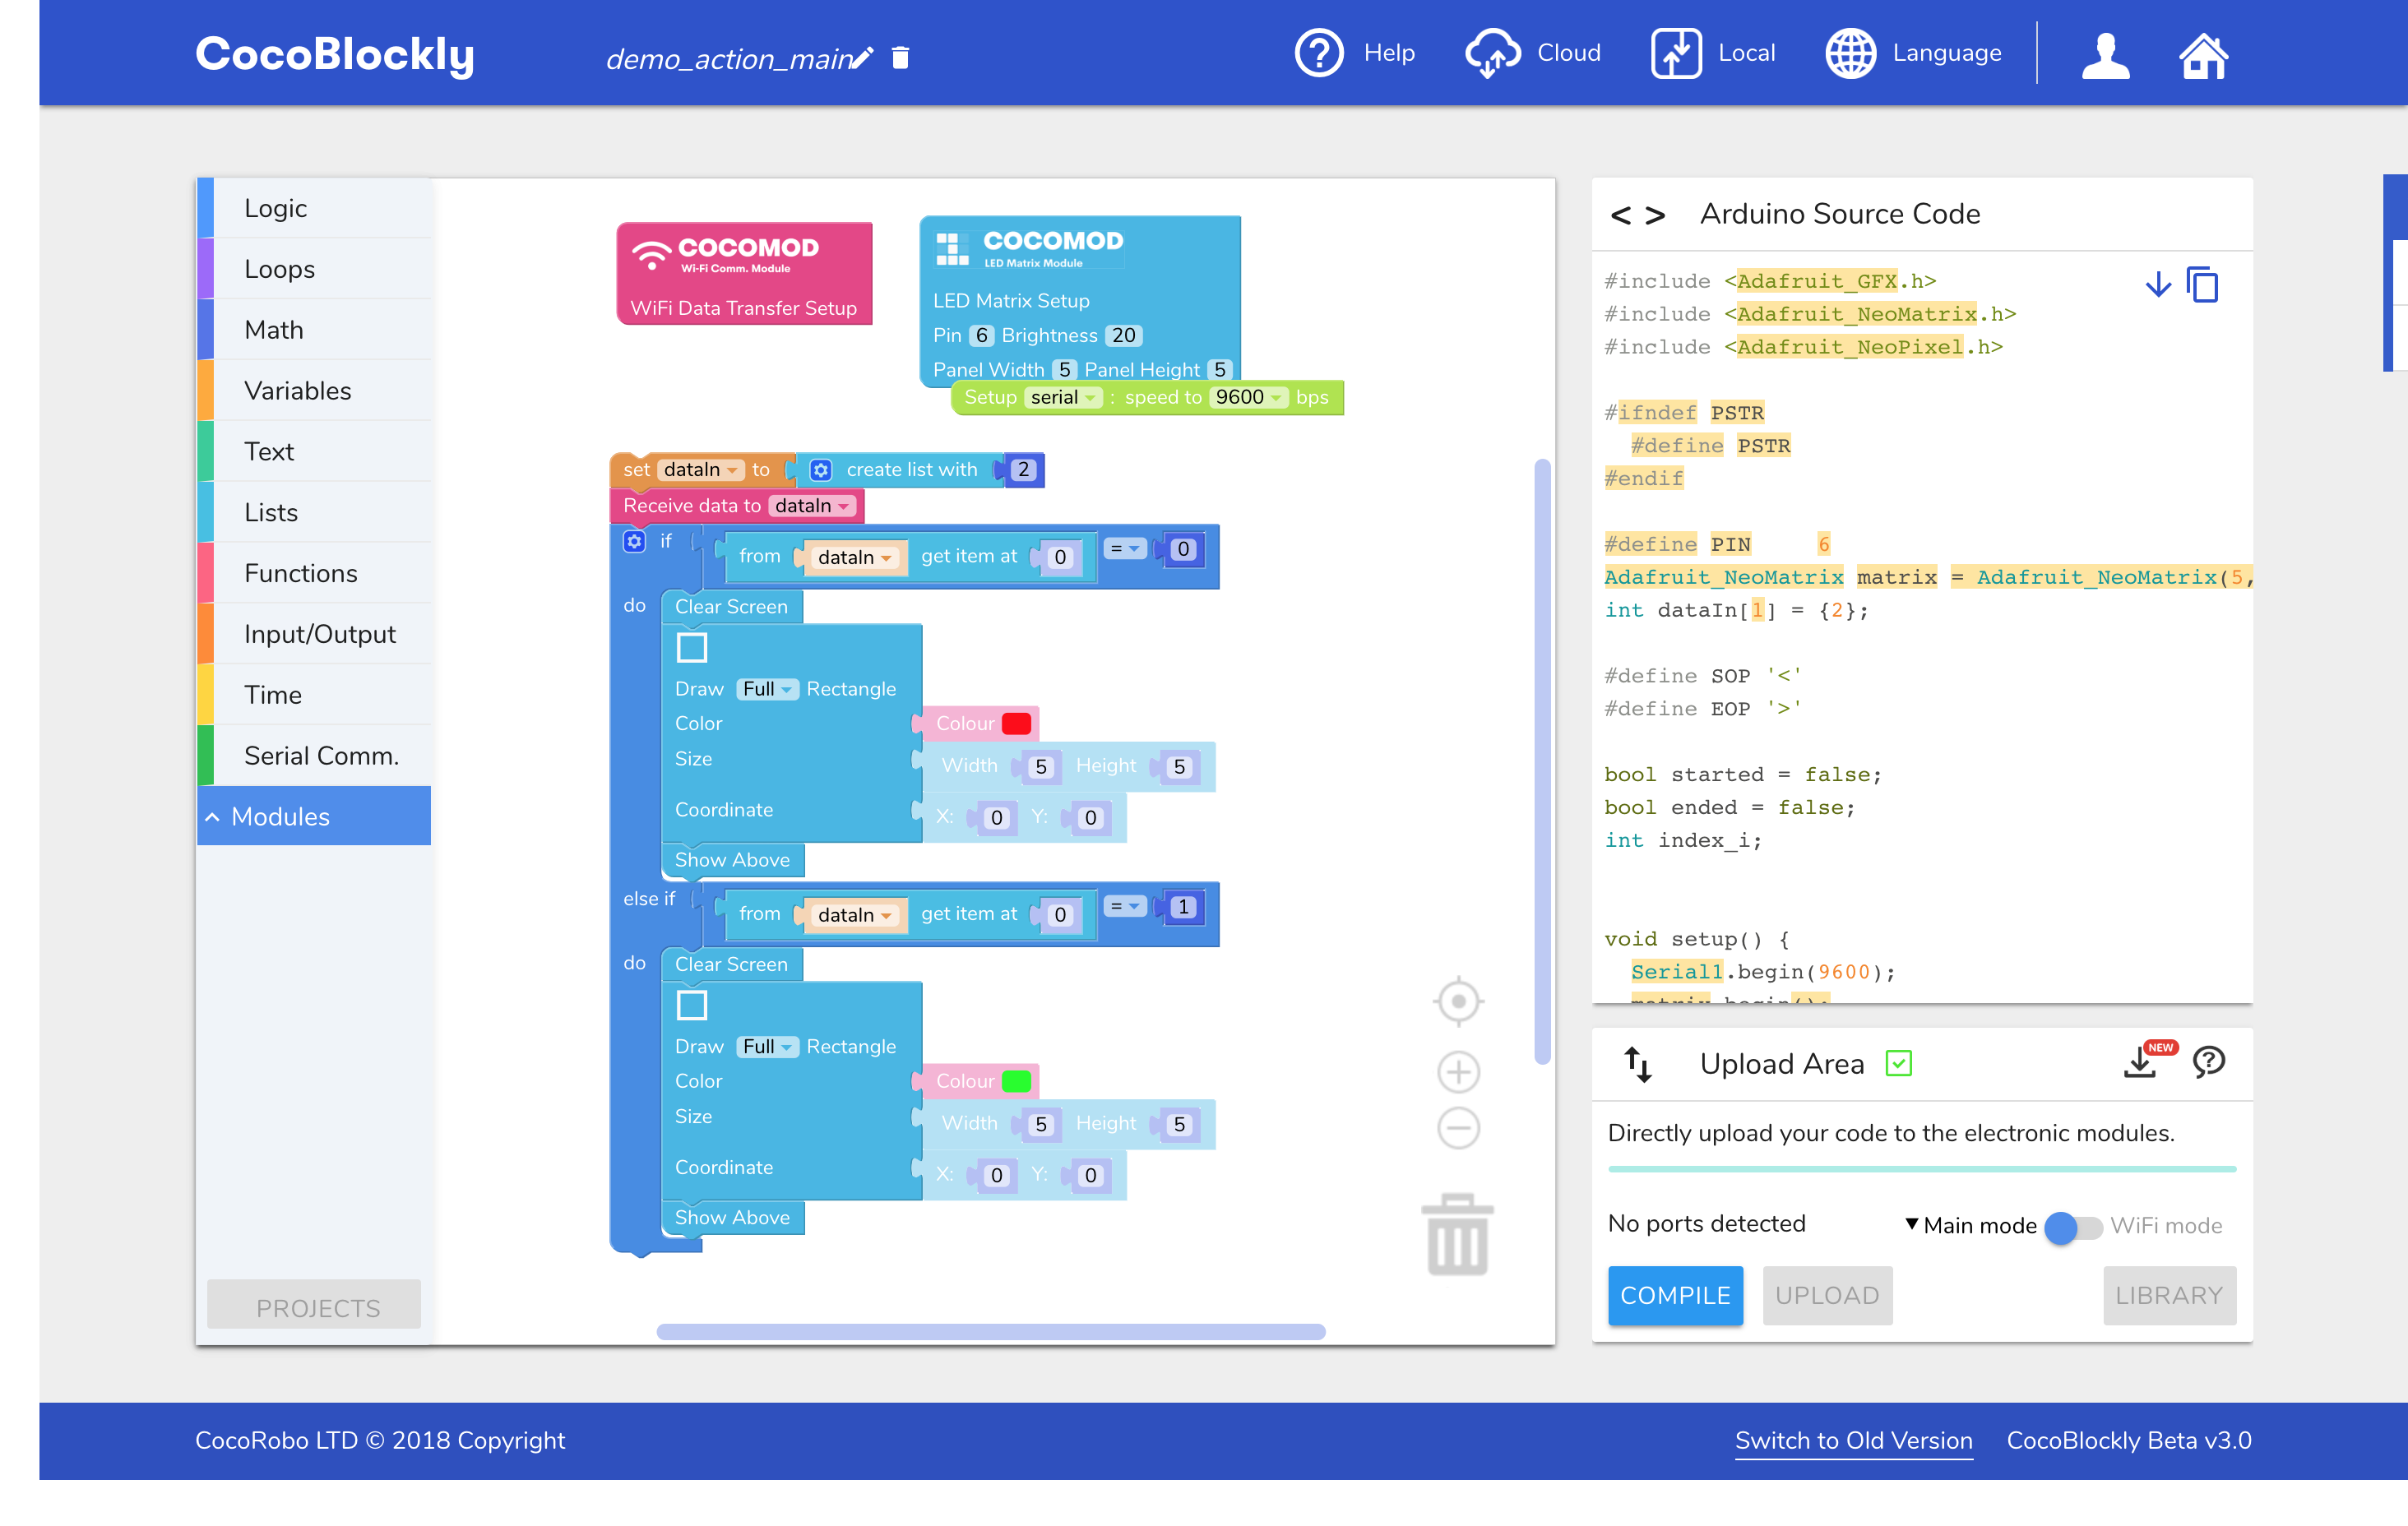 CocoBlockly
demo_action_main
Help
Cloud
Local
Language
Logic
Loops
Math
Variables
Text
Lists
Functions
Input/Output
Time
Serial Comm.
Modules
PROJECTS
COCOMOD
Wi-Fi Comm. Module
WiFi Data Transfer Setup
COCOMOD
LED Matrix Module
LED Matrix Setup
Pin 6 Brightness 20
Panel Width 5 Panel Height 5
Setup serial : speed to 9600 bps
set dataIn to create list with 2
Receive data to dataIn
if from dataIn get item at 0 = 0
do Clear Screen
Draw Full Rectangle
Color Colour
Size Width 5 Height 5
Coordinate X: 0 Y: 0
Show Above
else if from dataIn get item at 0 = 1
do Clear Screen
Draw Full Rectangle
Color Colour
Size Width 5 Height 5
Coordinate X: 0 Y: 0
Show Above
< > Arduino Source Code
#include <Adafruit_GFX.h>
#include <Adafruit_NeoMatrix.h>
#include <Adafruit_NeoPixel.h>
#ifndef PSTR
#define PSTR
#endif
#define PIN 6
Adafruit_NeoMatrix matrix = Adafruit_NeoMatrix(5,
int dataIn[1] = {2};
#define SOP '<'
#define EOP '>'
bool started = false;
bool ended = false;
int index_i;
void setup() {
Serial1.begin(9600);
matrix.begin();
Upload Area
NEW
Directly upload your code to the electronic modules.
No ports detected
Main mode
WiFi mode
COMPILE
UPLOAD
LIBRARY
CocoRobo LTD © 2018 Copyright
Switch to Old Version
CocoBlockly Beta v3.0